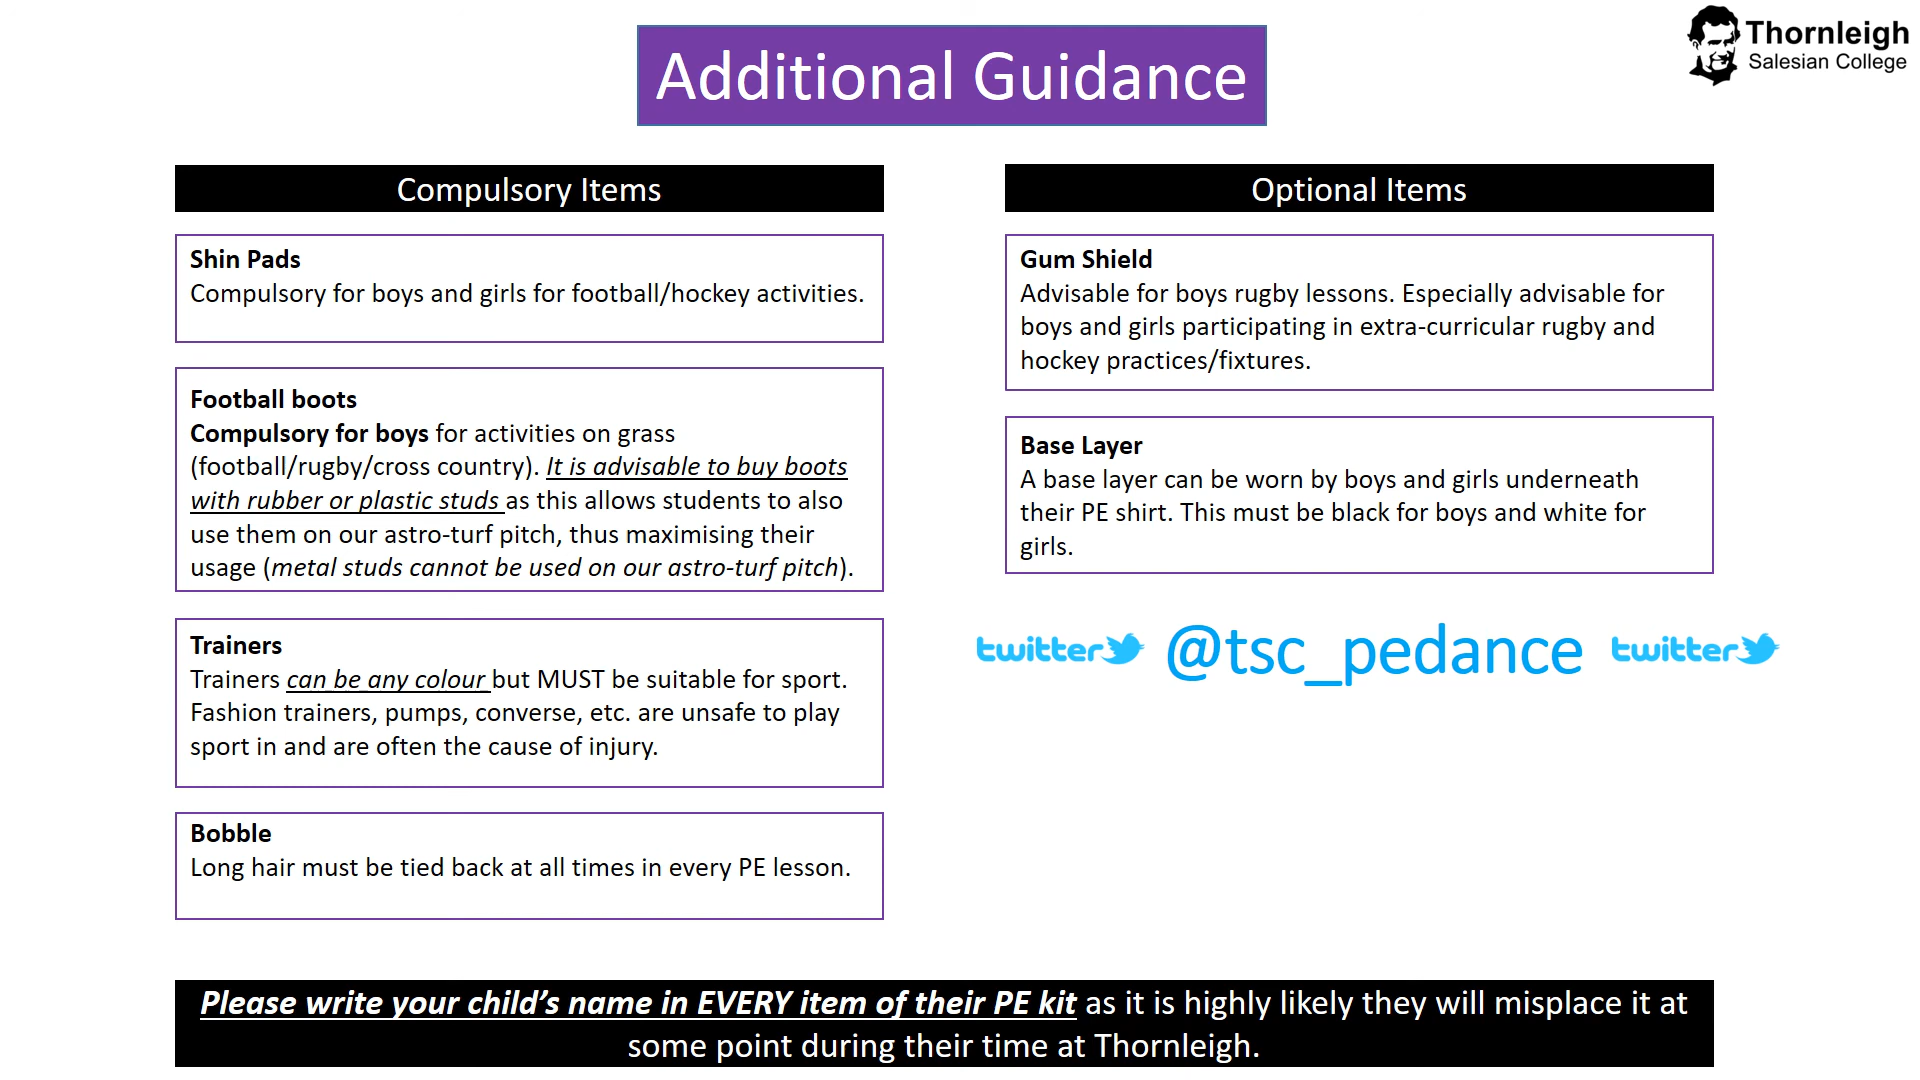 Additional Guidance
Thornleigh
Salesian College
Compulsory Items
Shin Pads
Compulsory for boys and girls for football/hockey activities.
Football boots
Compulsory for boys for activities on grass
(football/rugby/cross country). It is advisable to buy boots
with rubber or plastic studs as this allows students to also
use them on our astro-turf pitch, thus maximising their
usage (metal studs cannot be used on our astro-turf pitch).
Trainers
Trainers can be any colour but MUST be suitable for sport.
Fashion trainers, pumps, converse, etc. are unsafe to play
sport in and are often the cause of injury.
Bobble
Long hair must be tied back at all times in every PE lesson.
Optional Items
Gum Shield
Advisable for boys rugby lessons. Especially advisable for
boys and girls participating in extra-curricular rugby and
hockey practices/fixtures.
Base Layer
A base layer can be worn by boys and girls underneath
their PE shirt. This must be black for boys and white for
girls.
twitter @tsc_pedance twitter
Please write your child’s name in EVERY item of their PE kit as it is highly likely they will misplace it at
some point during their time at Thornleigh.